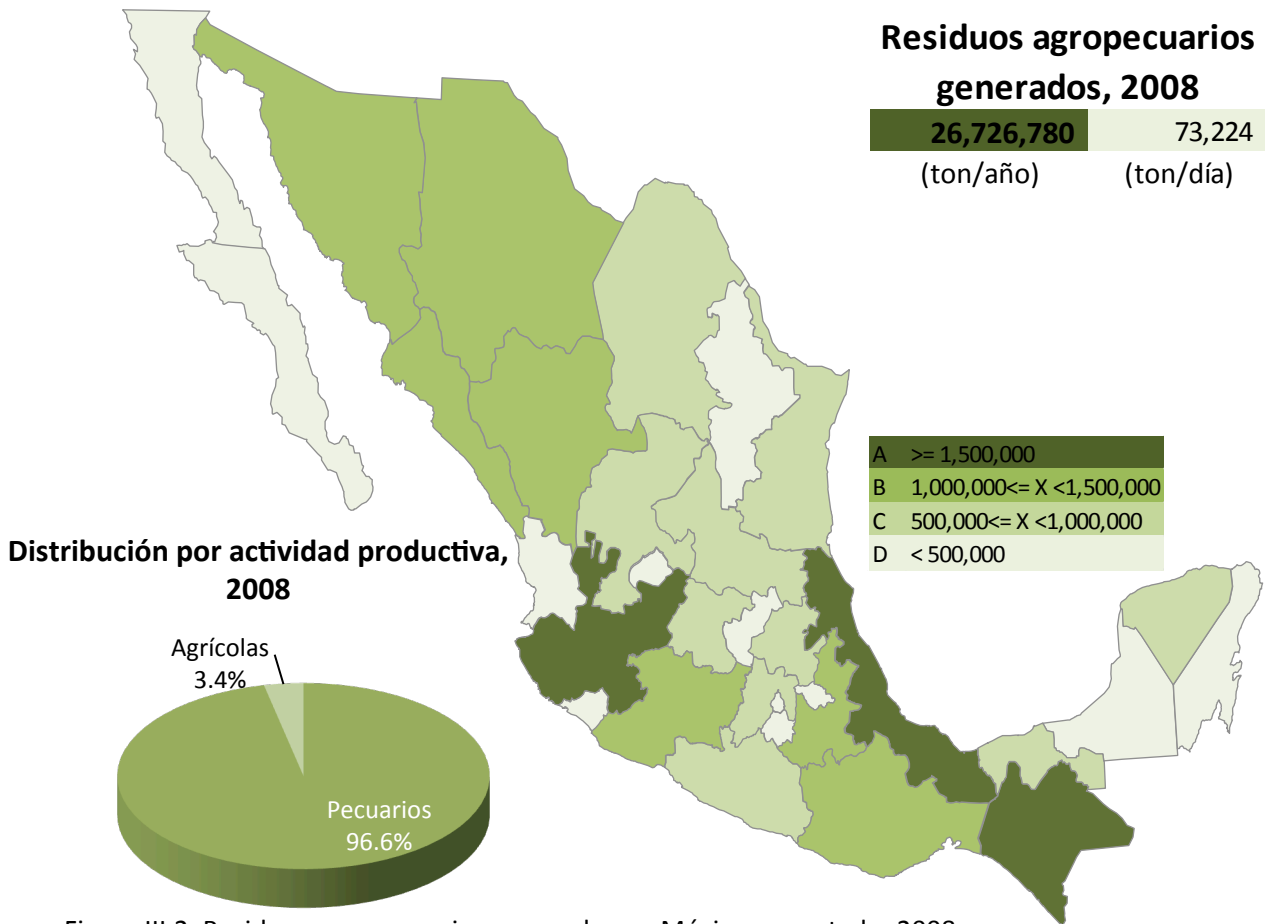 Residuos agropecuarios
generados, 2008
26,726,780 73,224
(ton/año) (ton/día)
A >= 1,500,000
B 1,000,000<= X <1,500,000
C 500,000<= X <1,000,000
D < 500,000
Distribución por actividad productiva,
2008
Agrícolas
3.4%
Pecuarios
96.6%